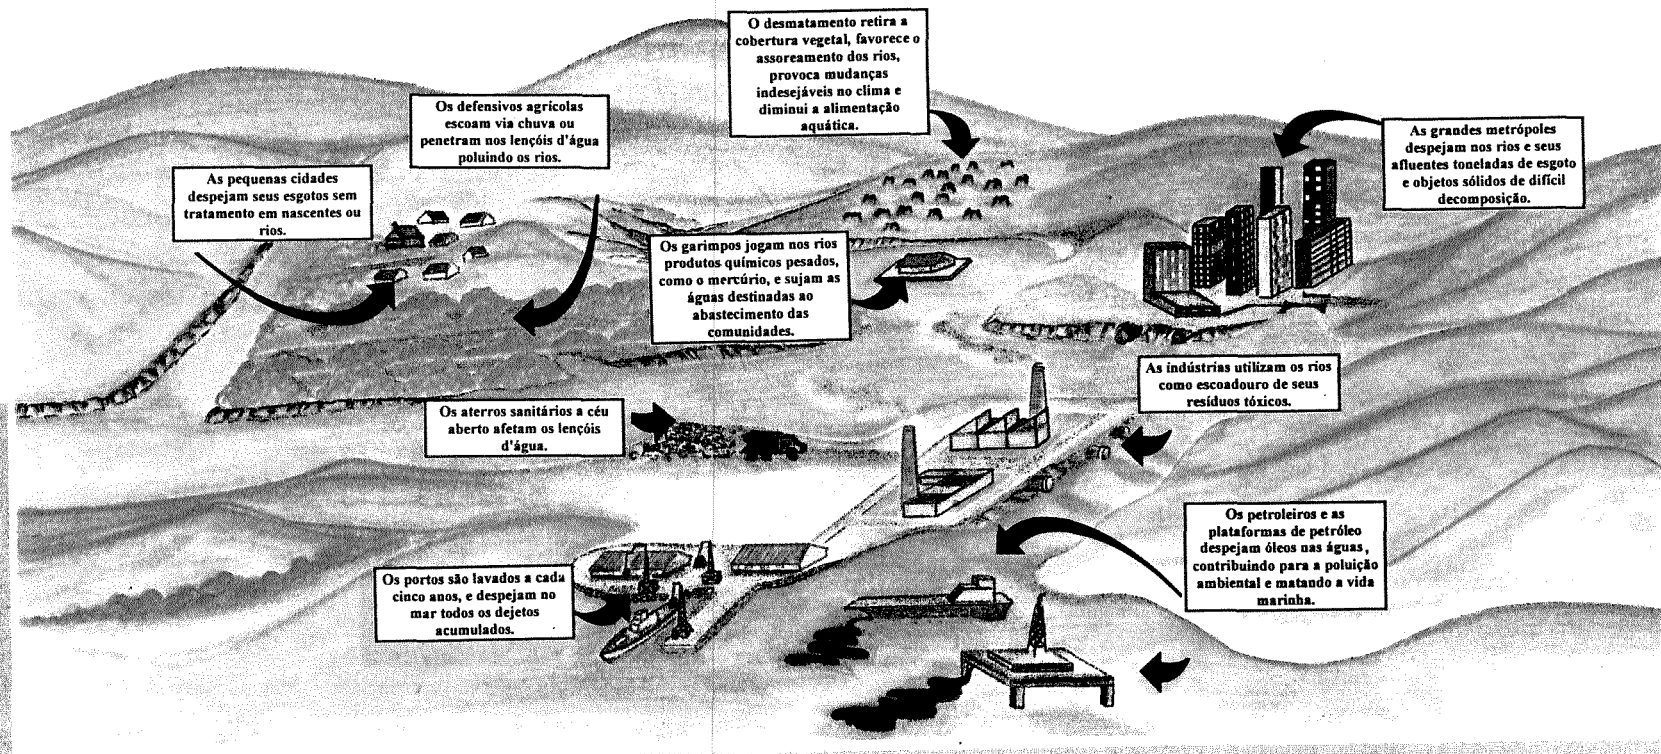 O desmatamento retira a
cobertura vegetal, favorece o
assoreamento dos rios,
provoca mudanças
indesejáveis no clima e
diminui a alimentação
aquática.
Os defensivos agrícolas
escoam via chuva ou
penetram nos lençóis d'água
poluindo os rios.
As grandes metrópoles
despejam nos rios e seus
afluentes toneladas de esgoto
e objetos sólidos de difícil
decomposição.
As pequenas cidades
despejam seus esgotos sem
tratamento em nascentes ou
rios.
Os garimpos jogam nos rios
produtos químicos pesados,
como o mercúrio, e sujam as
águas destinadas ao
abastecimento das
comunidades.
As indústrias utilizam os rios
como escoadouro de seus
resíduos tóxicos.
Os aterros sanitários a céu
aberto afetam os lençóis
d'água.
Os petroleiros e as
plataformas de petróleo
despejam óleos nas águas,
contribuindo para a poluição
ambiental e matando a vida
marinha.
Os portos são lavados a cada
cinco anos, e despejam no
mar todos os dejetos
acumulados.